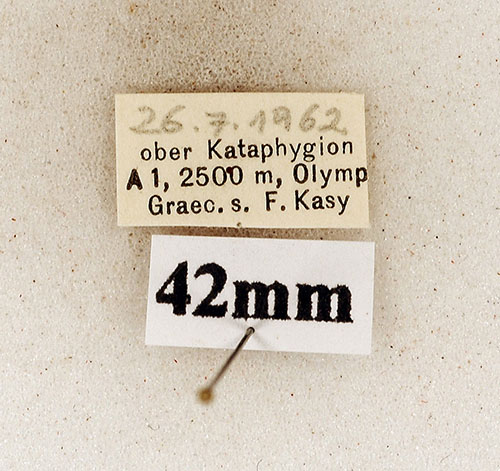 26.7.1962
ober Kataphygion
A 1, 2500 m, Olymp
Graec. s. F. Kasy
42mm